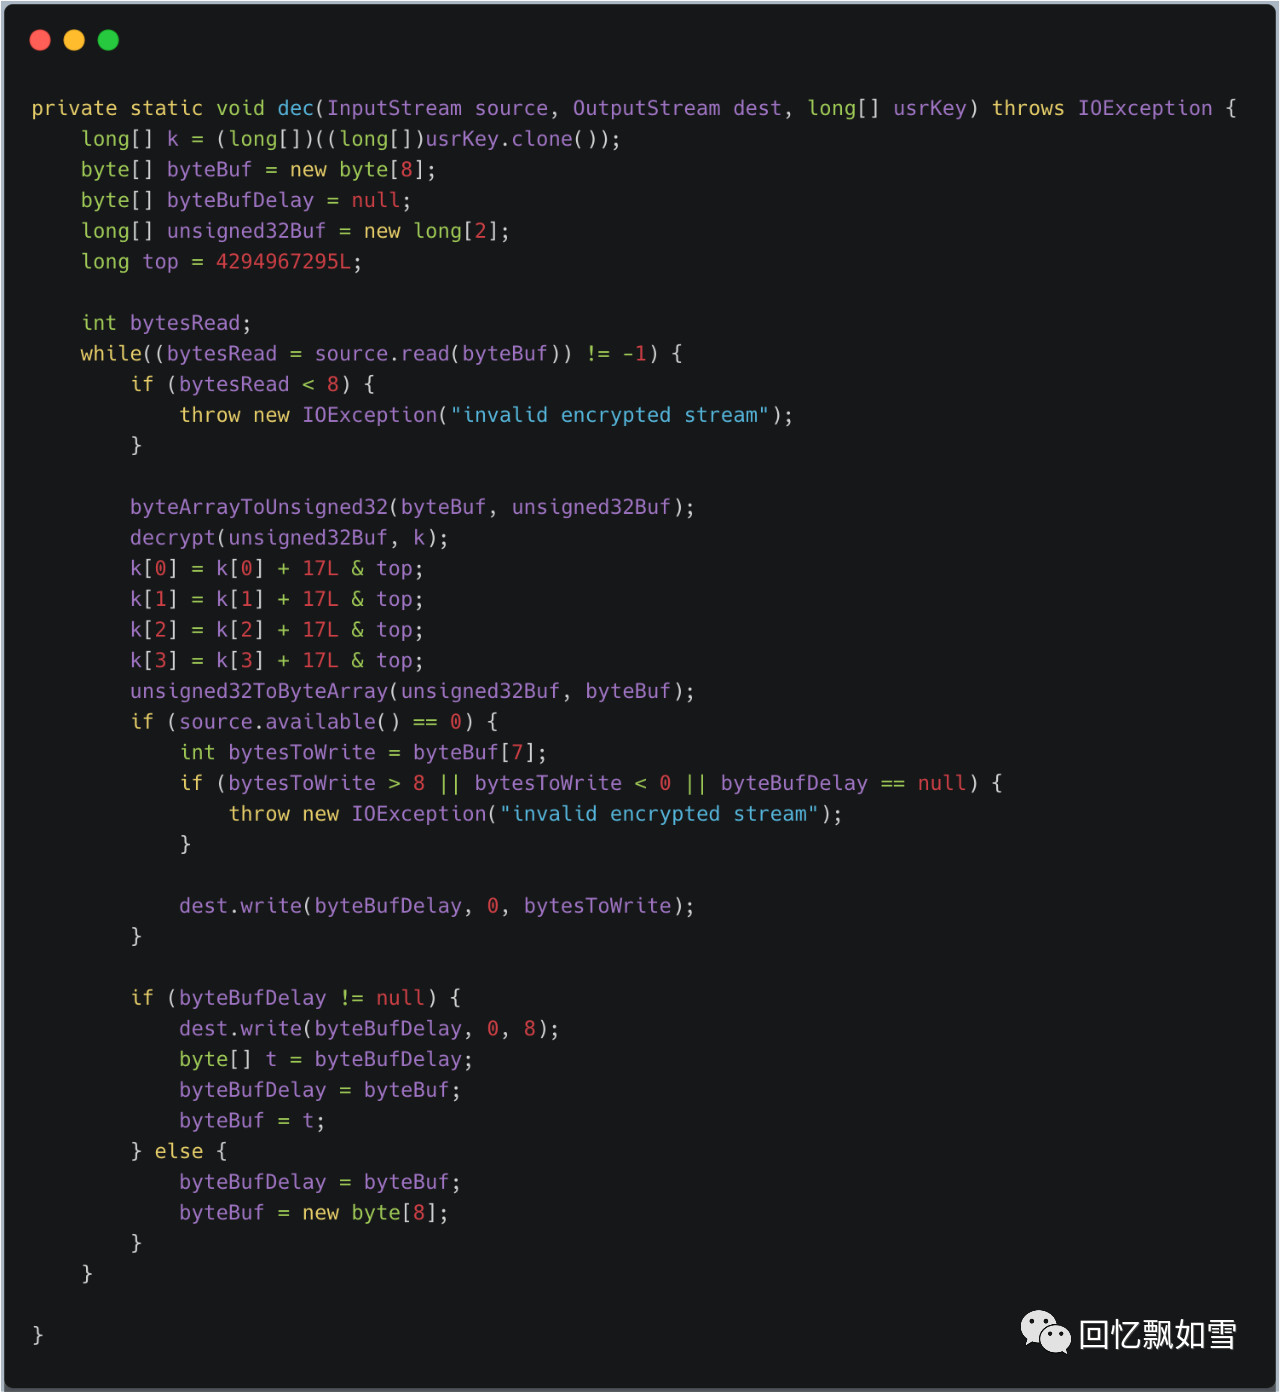 private static void dec(InputStream source, OutputStream dest, long[] usrKey) throws IOException {
    long[] k = (long[])((long[])usrKey.clone());
    byte[] byteBuf = new byte[8];
    byte[] byteBufDelay = null;
    long[] unsigned32Buf = new long[2];
    long top = 4294967295L;

    int bytesRead;
    while((bytesRead = source.read(byteBuf)) != -1) {
        if (bytesRead < 8) {
            throw new IOException("invalid encrypted stream");
        }

        byteArrayToUnsigned32(byteBuf, unsigned32Buf);
        decrypt(unsigned32Buf, k);
        k[0] = k[0] + 17L & top;
        k[1] = k[1] + 17L & top;
        k[2] = k[2] + 17L & top;
        k[3] = k[3] + 17L & top;
        unsigned32ToByteArray(unsigned32Buf, byteBuf);
        if (source.available() == 0) {
            int bytesToWrite = byteBuf[7];
            if (bytesToWrite > 8 || bytesToWrite < 0 || byteBufDelay == null) {
                throw new IOException("invalid encrypted stream");
            }

            dest.write(byteBufDelay, 0, bytesToWrite);
        }

        if (byteBufDelay != null) {
            dest.write(byteBufDelay, 0, 8);
            byte[] t = byteBufDelay;
            byteBufDelay = byteBuf;
            byteBuf = t;
        } else {
            byteBufDelay = byteBuf;
            byteBuf = new byte[8];
        }
    }

}
回忆飘如雪